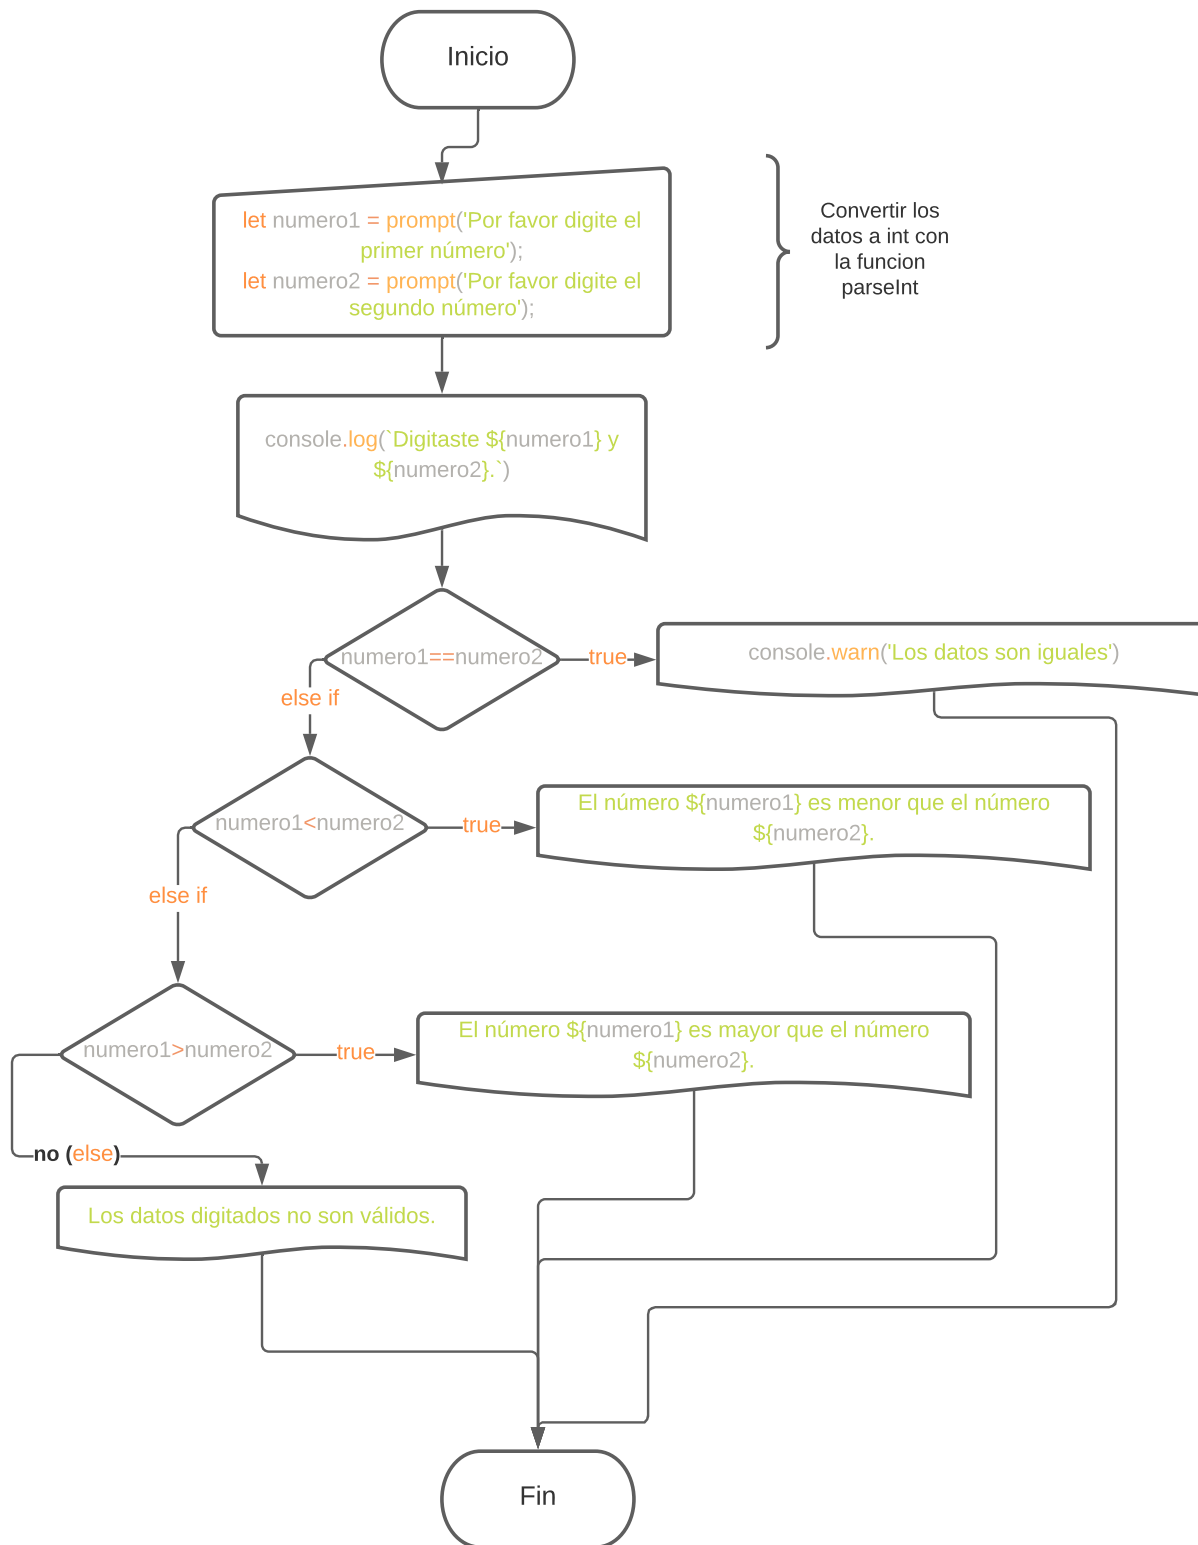 Inicio
let numero1 = prompt('Por favor digite el
primer número');
let numero2 = prompt('Por favor digite el
segundo número');
Convertir los
datos a int con
la funcion
parseInt
console.log(`Digitaste ${numero1} y
${numero2}.`)
numero1==numero2
true
console.warn('Los datos son iguales')
else if
numero1<numero2
true
El número ${numero1} es menor que el número
${numero2}.
else if
numero1>numero2
true
El número ${numero1} es mayor que el número
${numero2}.
no (else)
Los datos digitados no son válidos.
Fin